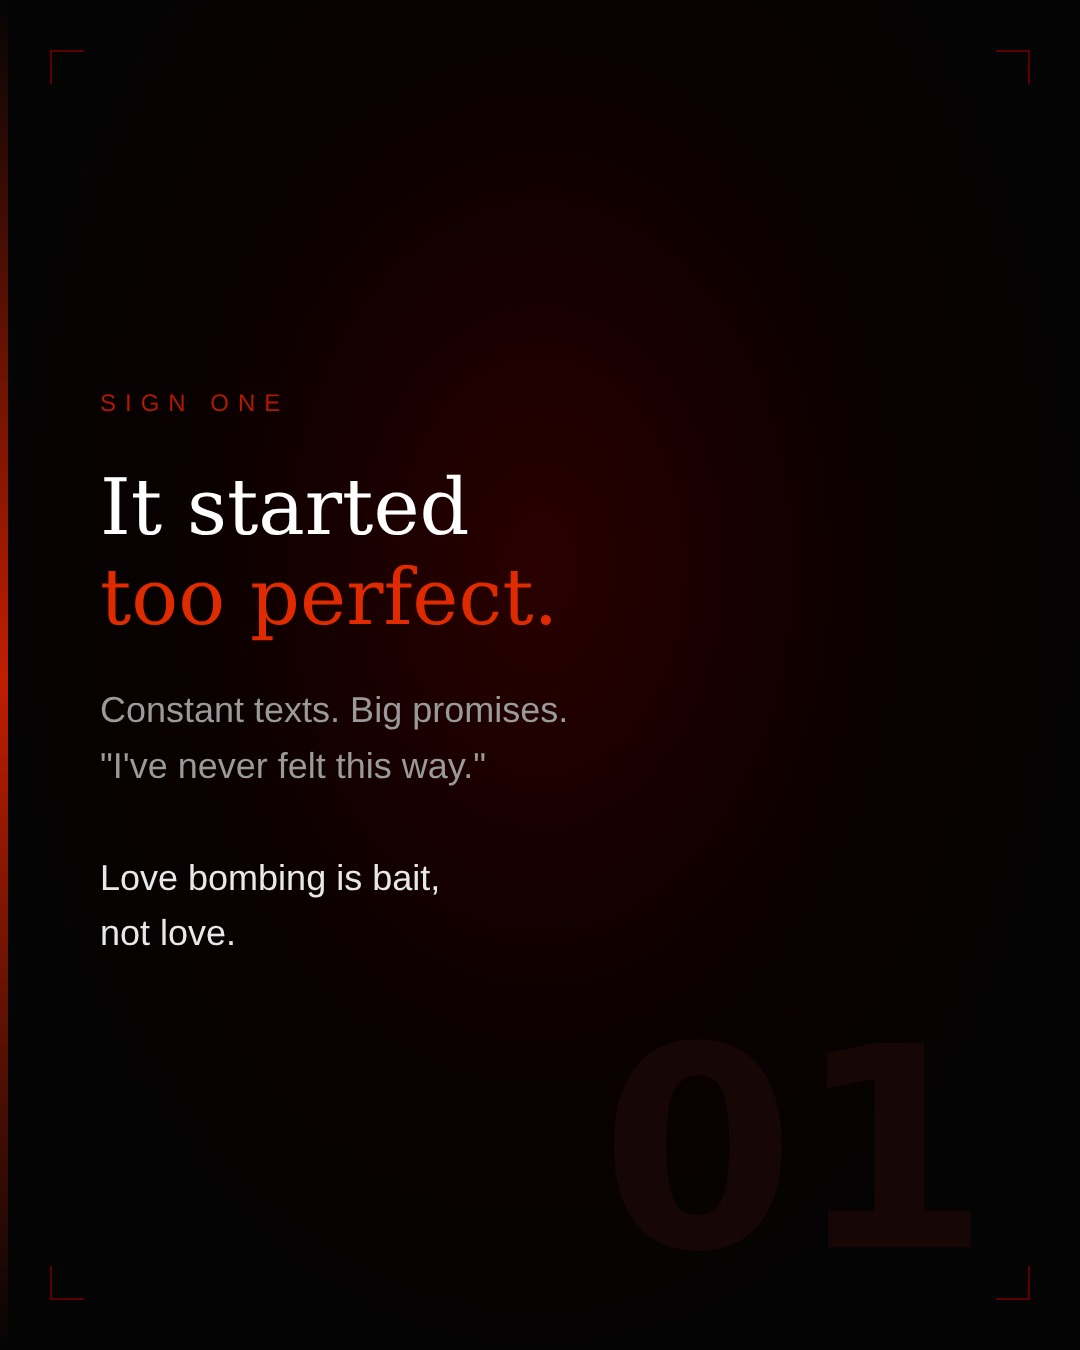 SIGN ONE
It started
too perfect.
Constant texts. Big promises.
"I've never felt this way."
Love bombing is bait,
not love.
01